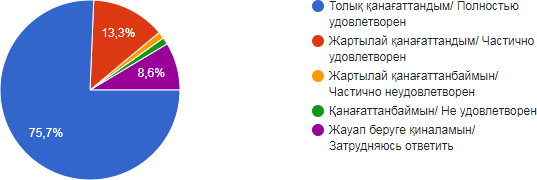 13,3%
8,6%
75,7%
Толық қанағаттандым/ Полностью
удовлетворен
Жартылай қанағаттандым/ Частично
удовлетворен
Жартылай қанағаттанбаймын/
Частично неудовлетворен
Қанағаттанбаймын/ Не удовлетворен
Жауап беруге қиналамын/
Затрудняюсь ответить